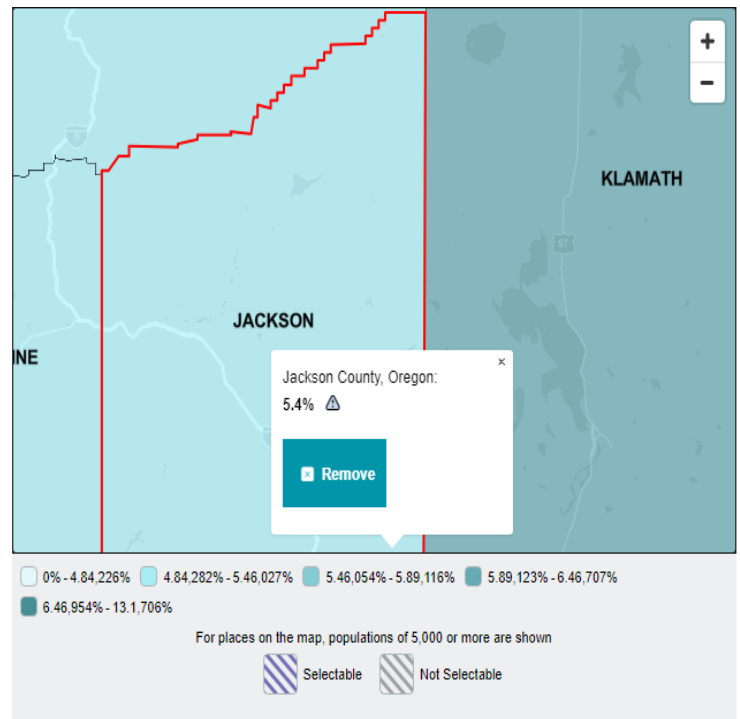 +
−
KLAMATH
97
JACKSON
INE
Jackson County, Oregon:
5.4%
Remove
0% - 4.84,226% 4.84,282% - 5.46,027% 5.46,054% - 5.89,116% 5.89,123% - 6.46,707%
6.46,954% - 13.1,706%
For places on the map, populations of 5,000 or more are shown
Selectable Not Selectable